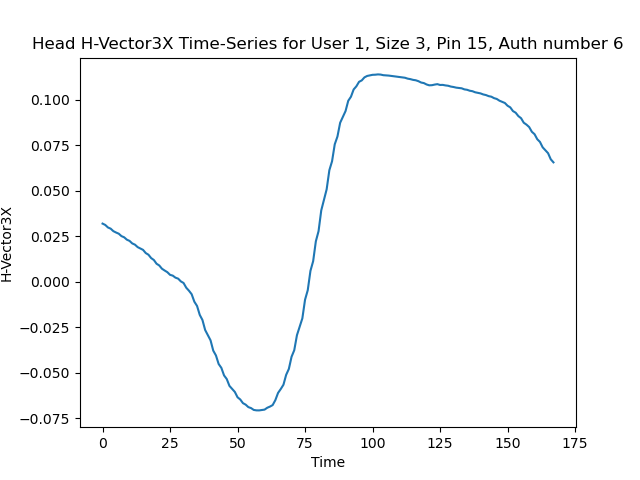 Head H-Vector3X Time-Series for User 1, Size 3, Pin 15, Auth number 6
H-Vector3X
0.100
0.075
0.050
0.025
0.000
−0.025
−0.050
−0.075
0 25 50 75 100 125 150 175
Time